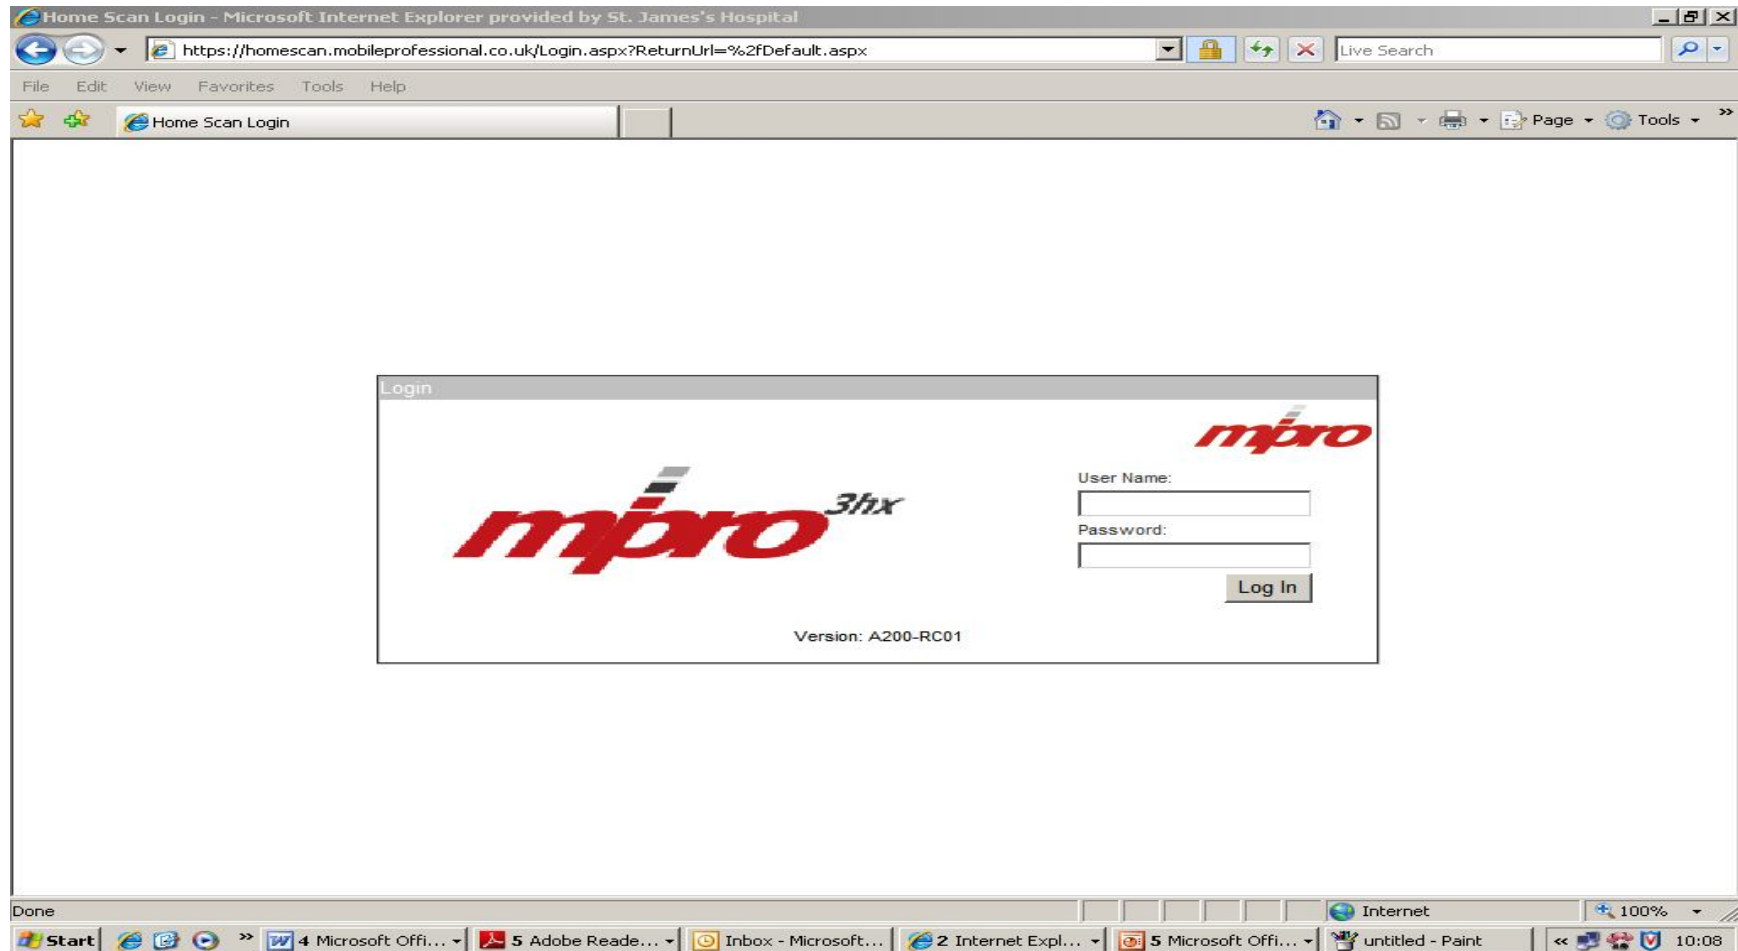 Home Scan Login - Microsoft Internet Explorer provided by St. James's Hospital
https://homescan.mobileprofessional.co.uk/Login.aspx?ReturnUrl=%2fDefault.aspx
Live Search
File Edit View Favorites Tools Help
Home Scan Login
Page Tools »
Login
mpro
mpro 3hx
User Name:
Password:
Log In
Version: A200-RC01
Done
Internet
100%
Start » 4 Microsoft Offi... 5 Adobe Reade... Inbox - Microsoft... 2 Internet Expl... 5 Microsoft Offi... untitled - Paint « 10:08